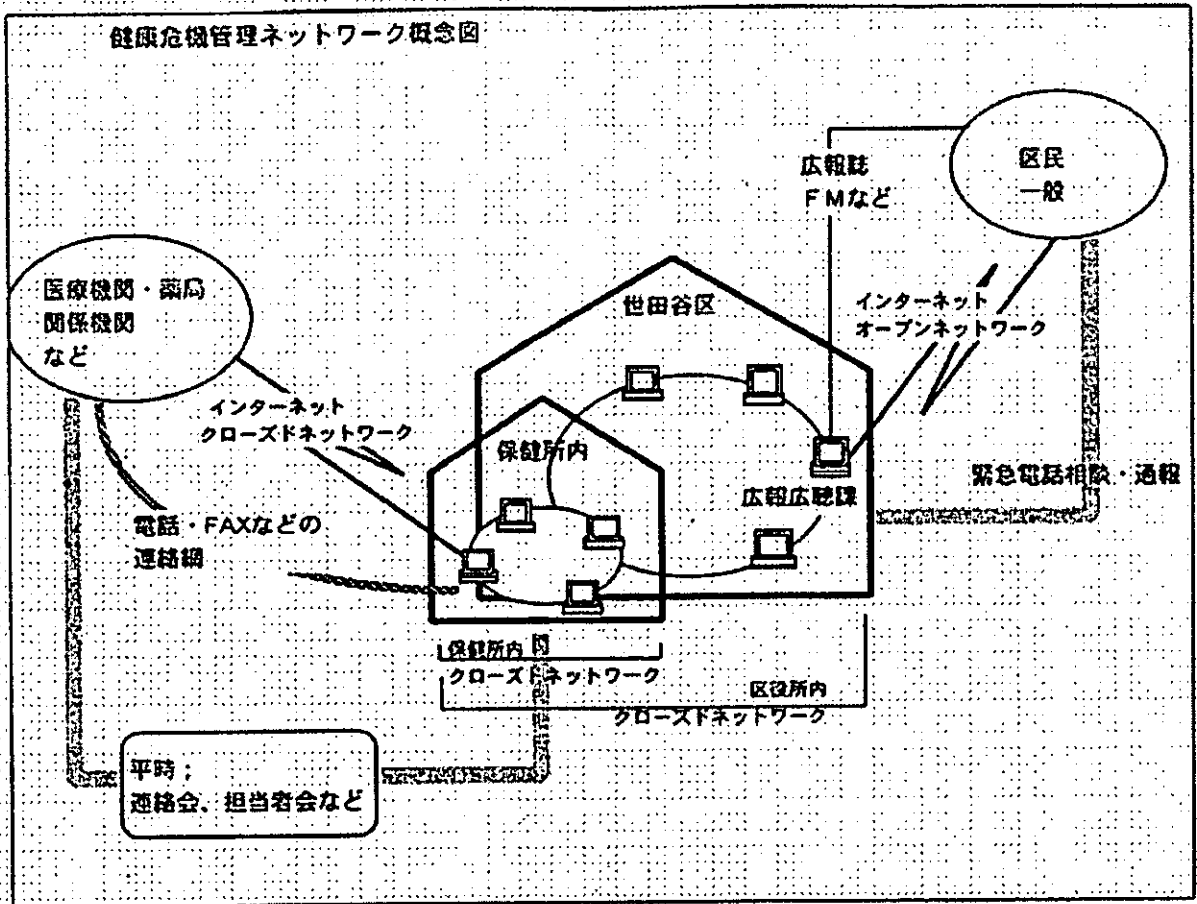 健康危機管理ネットワーク概念図
区民
一般
広報誌
FMなど
医療機関・薬局
関係機関
など
世田谷区
インターネット
オープンネットワーク
インターネット
クローズドネットワーク
保健所内
緊急電話相談・通報
広報広聴課
電話・FAXなどの
連絡網
保健所内
クローズドネットワーク
区役所内
クローズドネットワーク
平時；
連絡会、担当者会など